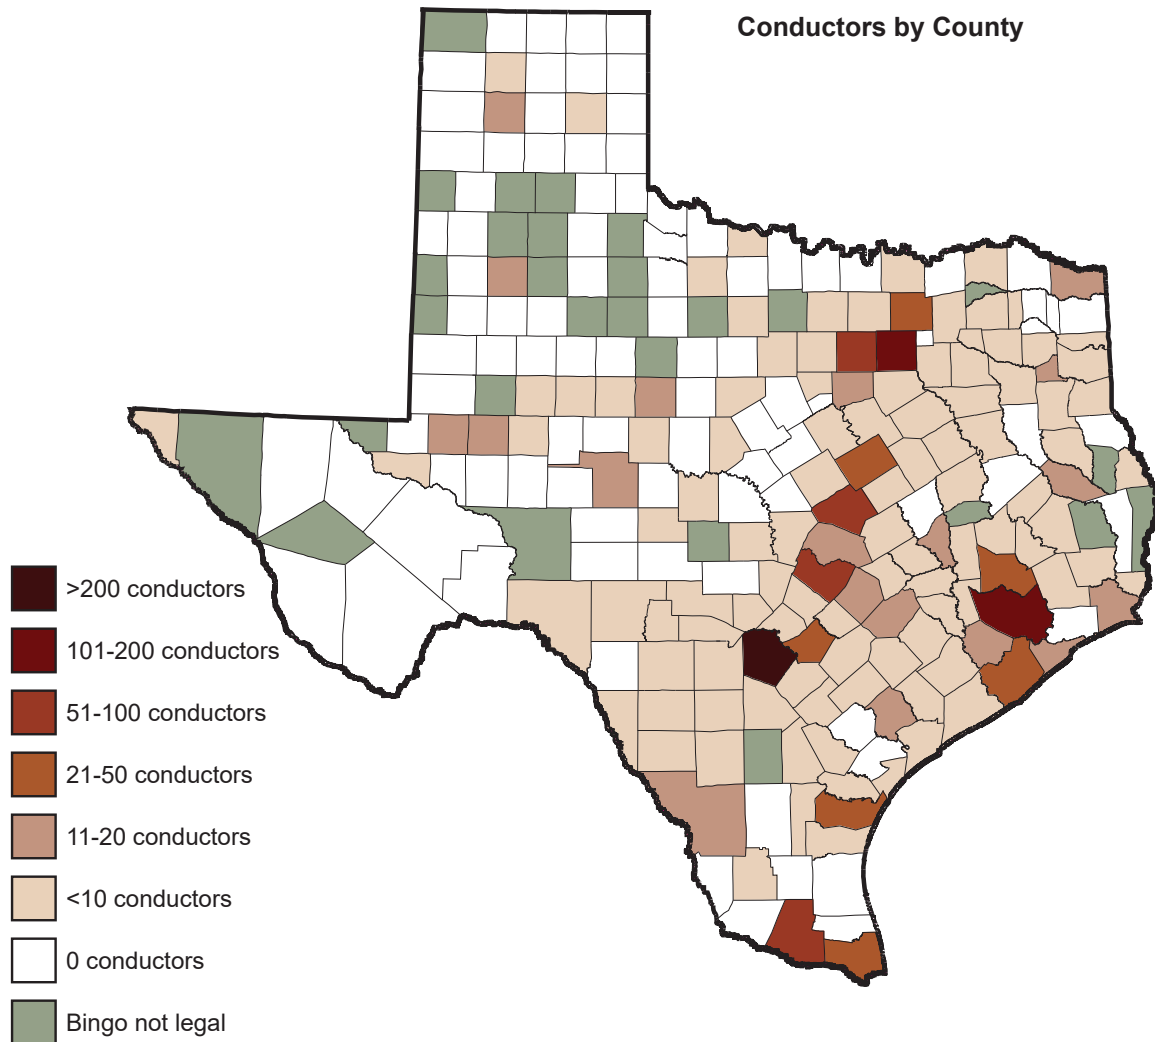 Conductors by County
>200 conductors
101-200 conductors
51-100 conductors
21-50 conductors
11-20 conductors
<10 conductors
0 conductors
Bingo not legal